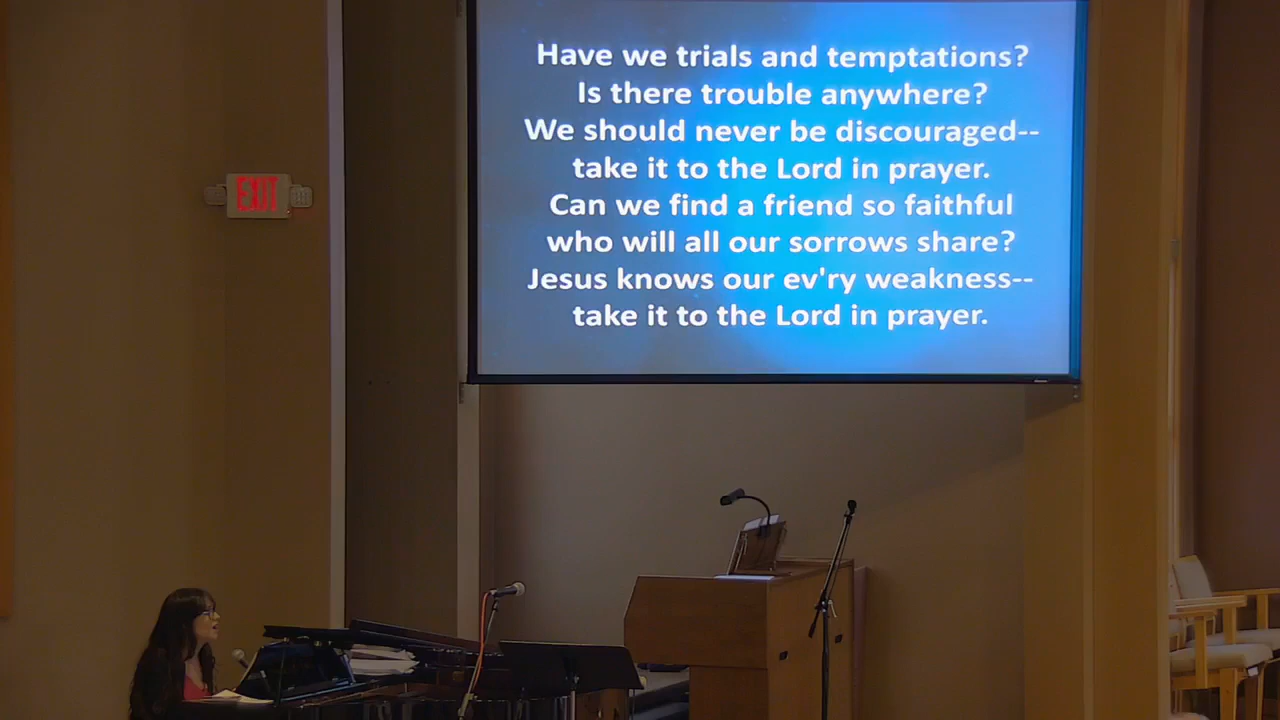 Have we trials and temptations?
Is there trouble anywhere?
We should never be discouraged--
take it to the Lord in prayer.
Can we find a friend so faithful
who will all our sorrows share?
Jesus knows our ev'ry weakness--
take it to the Lord in prayer.
EXIT